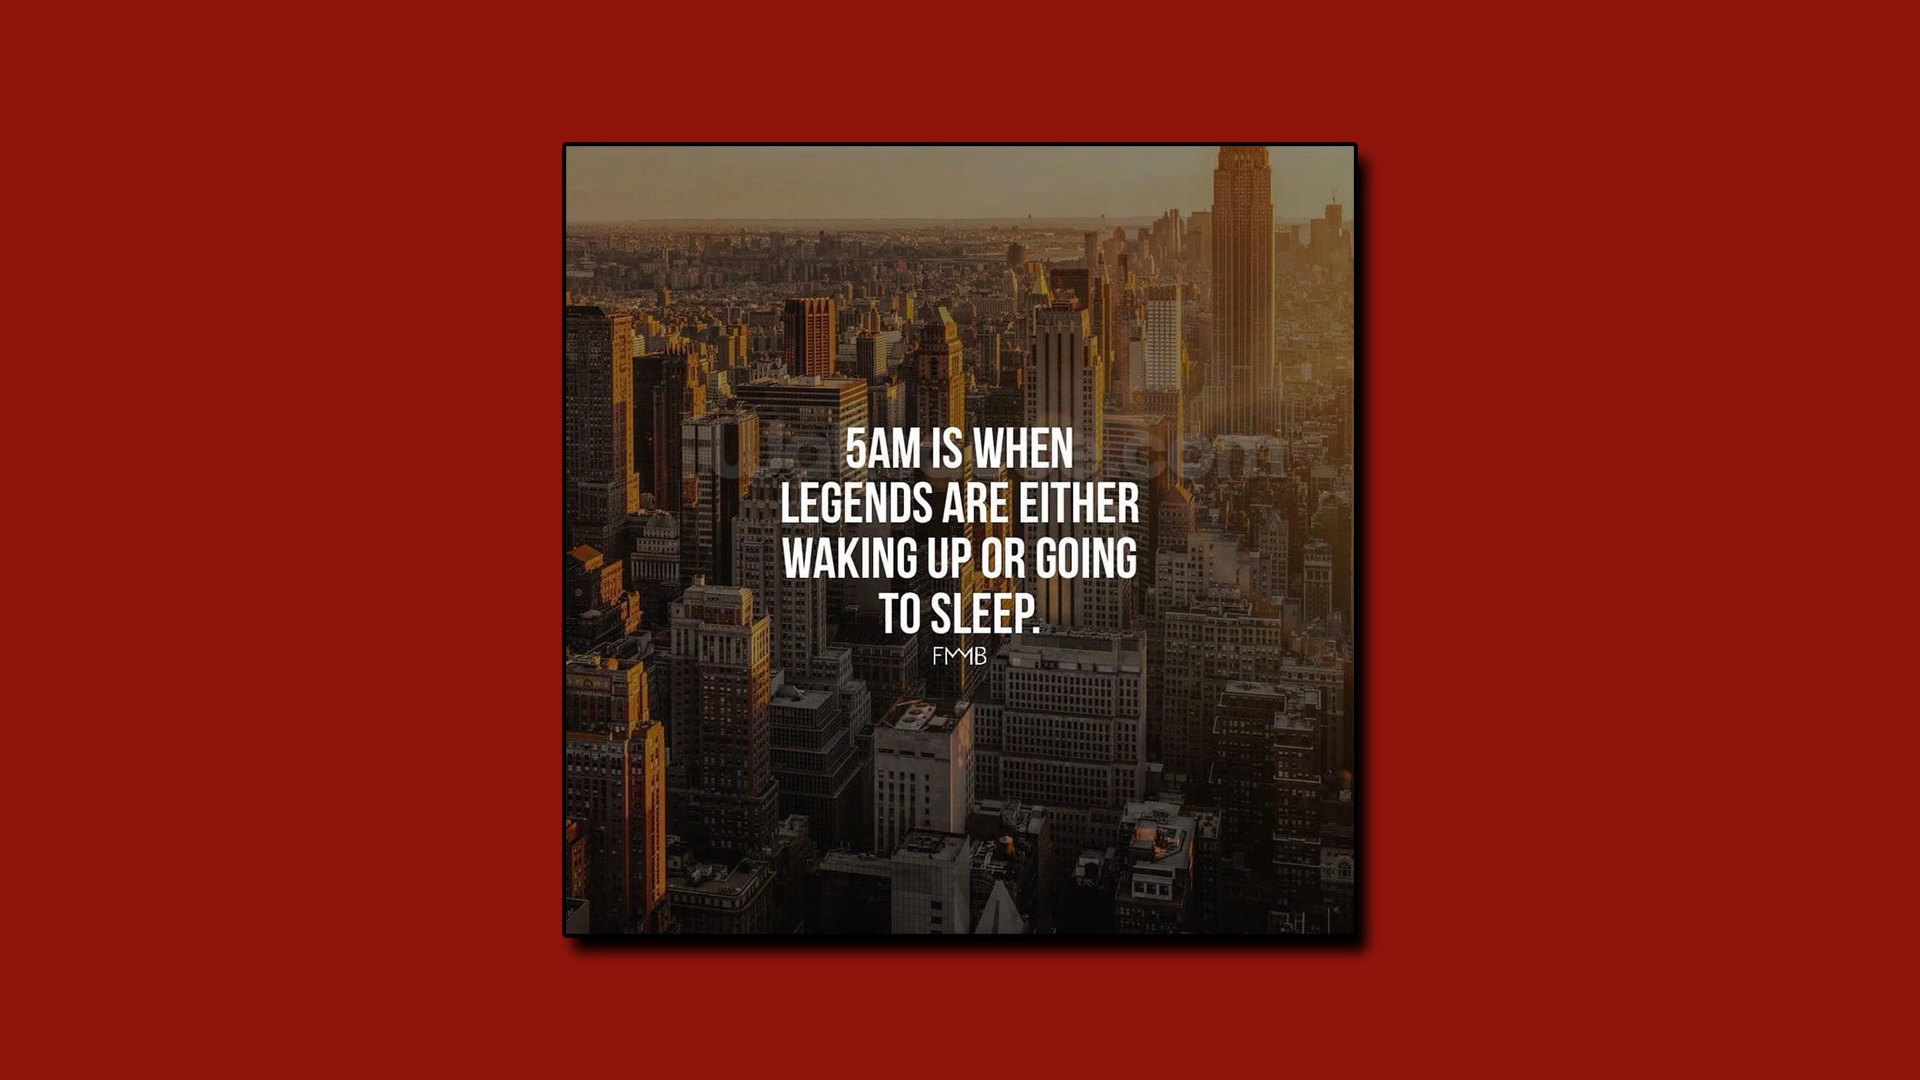 5AM IS WHEN
LEGENDS ARE EITHER
WAKING UP OR GOING
TO SLEEP.
FMMB